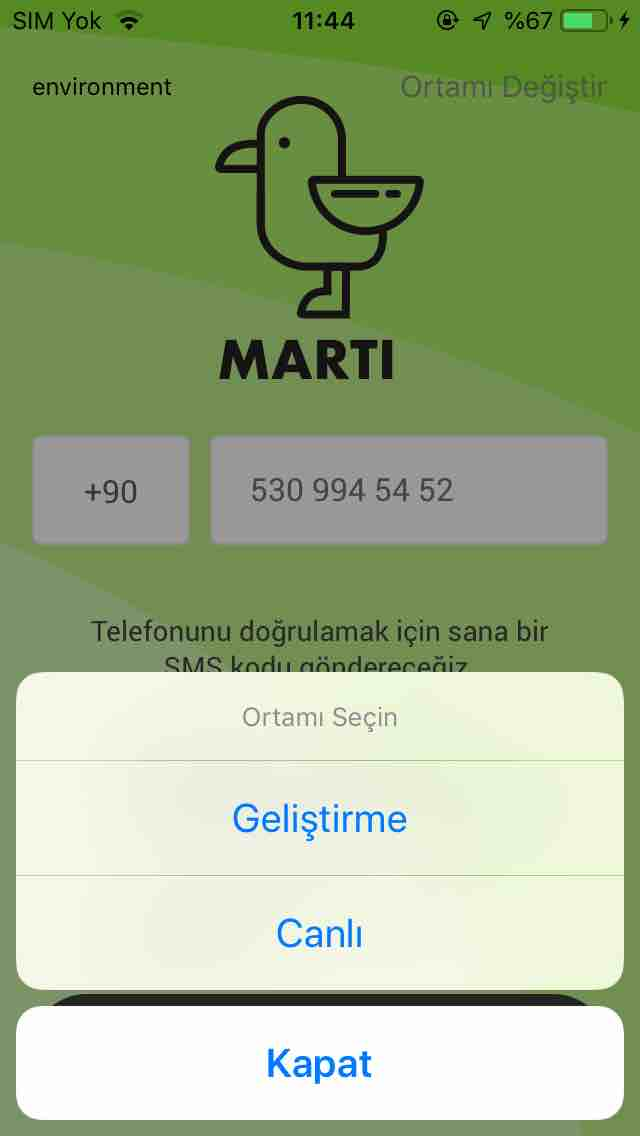 SIM Yok 11:44 %67
environment Ortamı Değiştir
MARTI
+90 530 994 54 52
Telefonunu doğrulamak için sana bir
SMS kodu göndereceğiz
Ortamı Seçin
Geliştirme
Canlı
Kapat